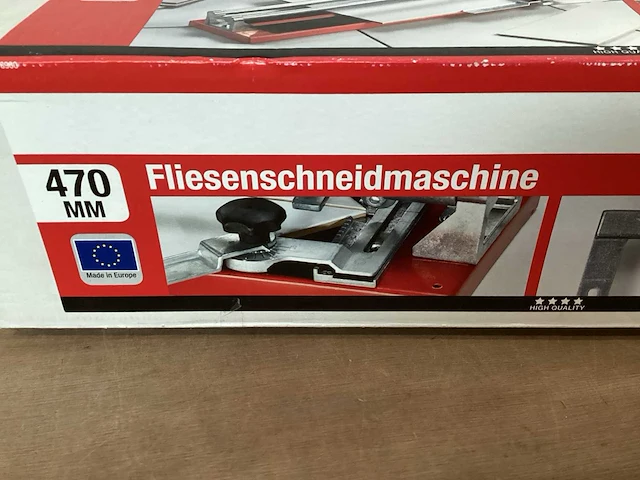 470
MM
Fliesenschneidmaschine
Made in Europe
HIGH QUALITY